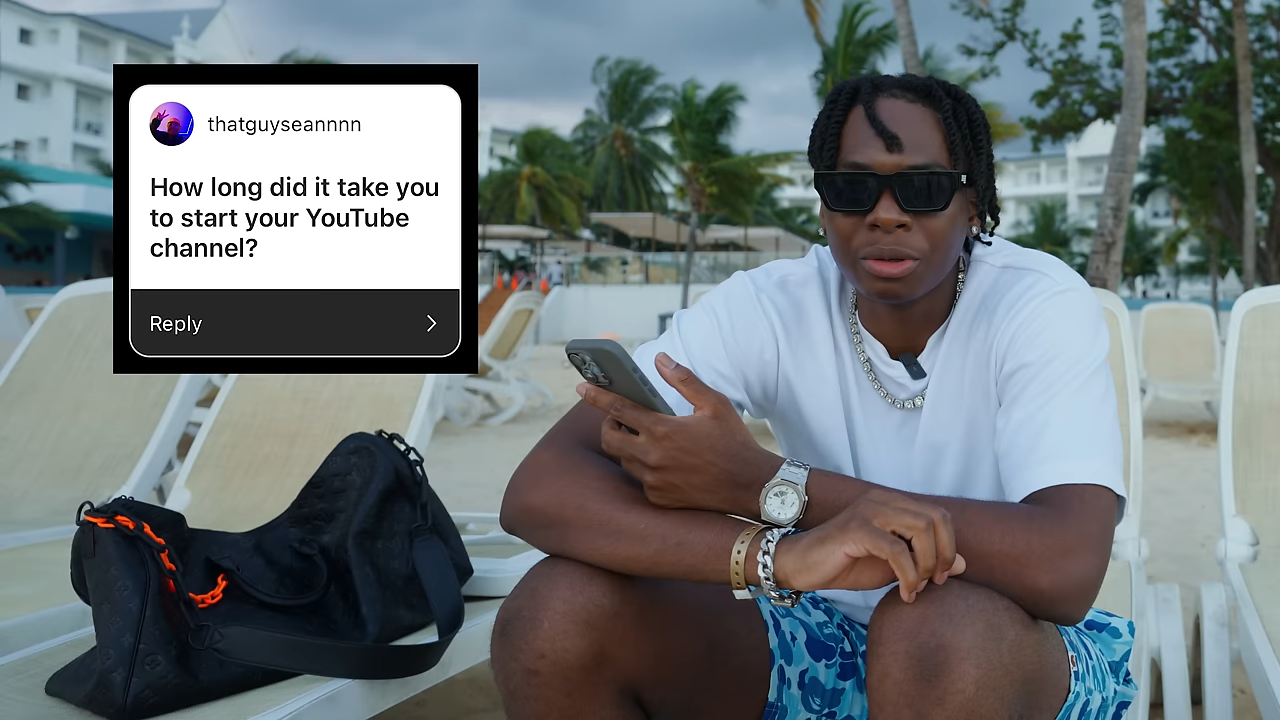 thatguyseannnn
How long did it take you
to start your YouTube
channel?
Reply